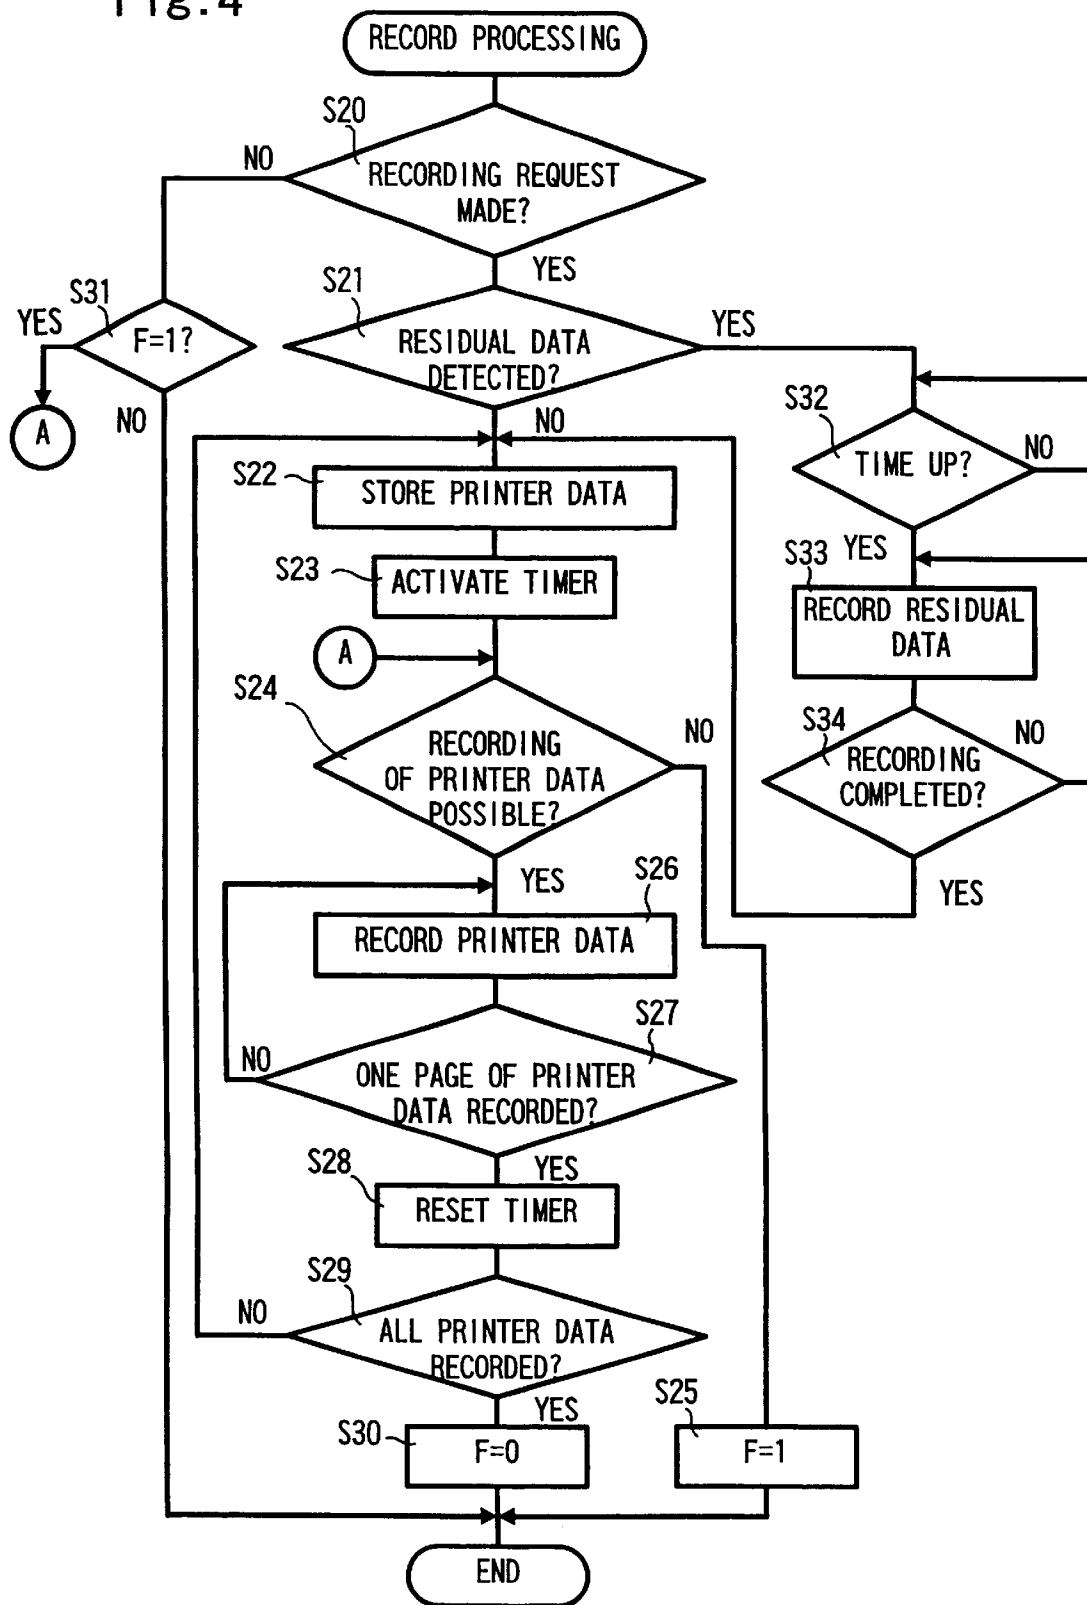 Fig.4
RECORD PROCESSING
S20
NO
RECORDING REQUEST
MADE?
YES
S21
S31
YES
F=1?
RESIDUAL DATA
DETECTED?
YES
A
NO
NO
S32
TIME UP?
NO
S22
STORE PRINTER DATA
S23
ACTIVATE TIMER
YES
S33
RECORD RESIDUAL
DATA
A
S24
RECORDING
OF PRINTER DATA
POSSIBLE?
NO
S34
RECORDING
COMPLETED?
NO
YES
YES
S26
RECORD PRINTER DATA
S27
NO
ONE PAGE OF PRINTER
DATA RECORDED?
YES
S28
RESET TIMER
S29
NO
ALL PRINTER DATA
RECORDED?
YES
S30
F=0
S25
F=1
END